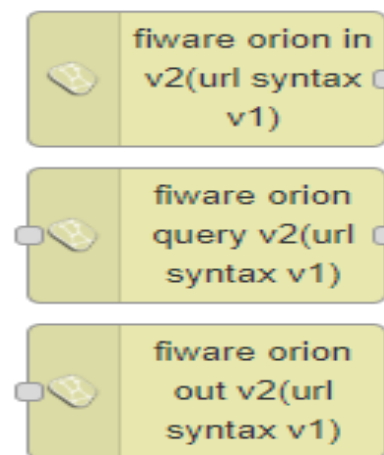 fiware orion in
v2(url syntax
v1)
fiware orion
query v2(url
syntax v1)
fiware orion
out v2(url
syntax v1)